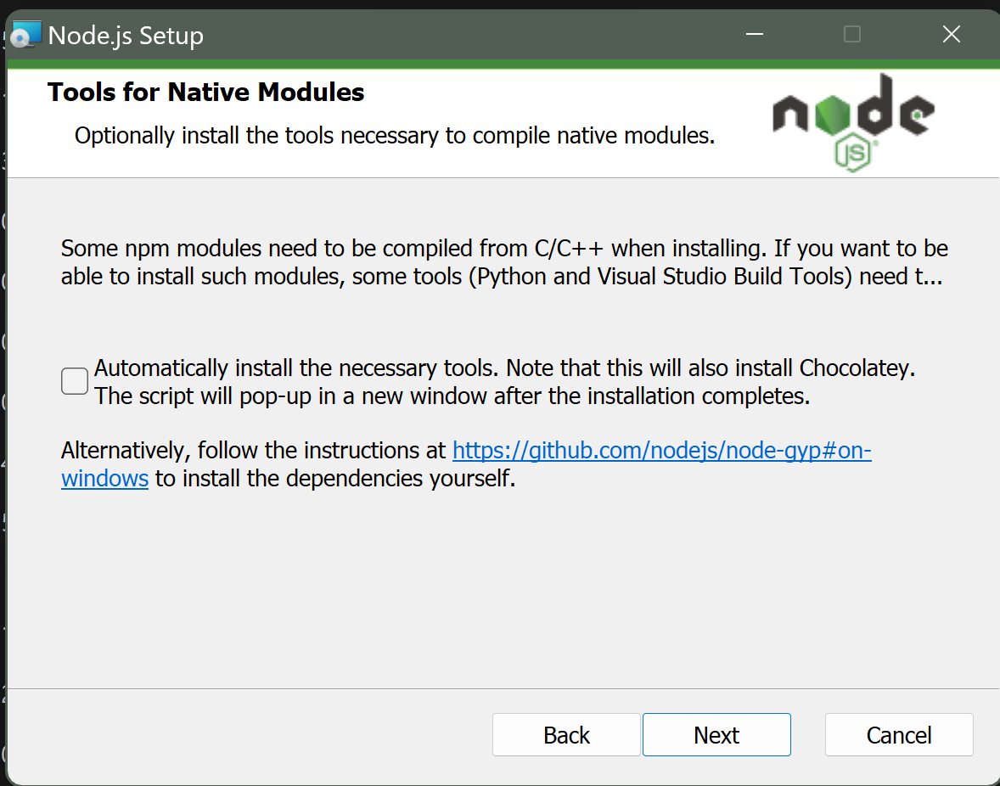 Node.js Setup
Tools for Native Modules
Optionally install the tools necessary to compile native modules.
node
JS
Some npm modules need to be compiled from C/C++ when installing. If you want to be
able to install such modules, some tools (Python and Visual Studio Build Tools) need t...
Automatically install the necessary tools. Note that this will also install Chocolatey.
The script will pop-up in a new window after the installation completes.
Alternatively, follow the instructions at https://github.com/nodejs/node-gyp#on-
windows to install the dependencies yourself.
Back
Next
Cancel